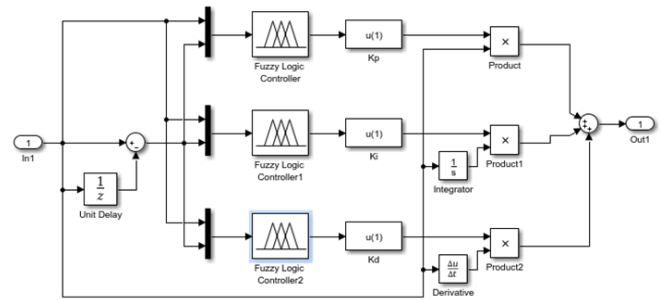 u(1)
×
Fuzzy Logic
Controller
Kp
Product
1
In1
+
-
u(1)
×
+
+
+
1
Out1
Fuzzy Logic
Controller1
Ki
1
s
Product1
Integrator
1
z
Unit Delay
u(1)
×
Fuzzy Logic
Controller2
Kd
Δu
Δt
Product2
Derivative